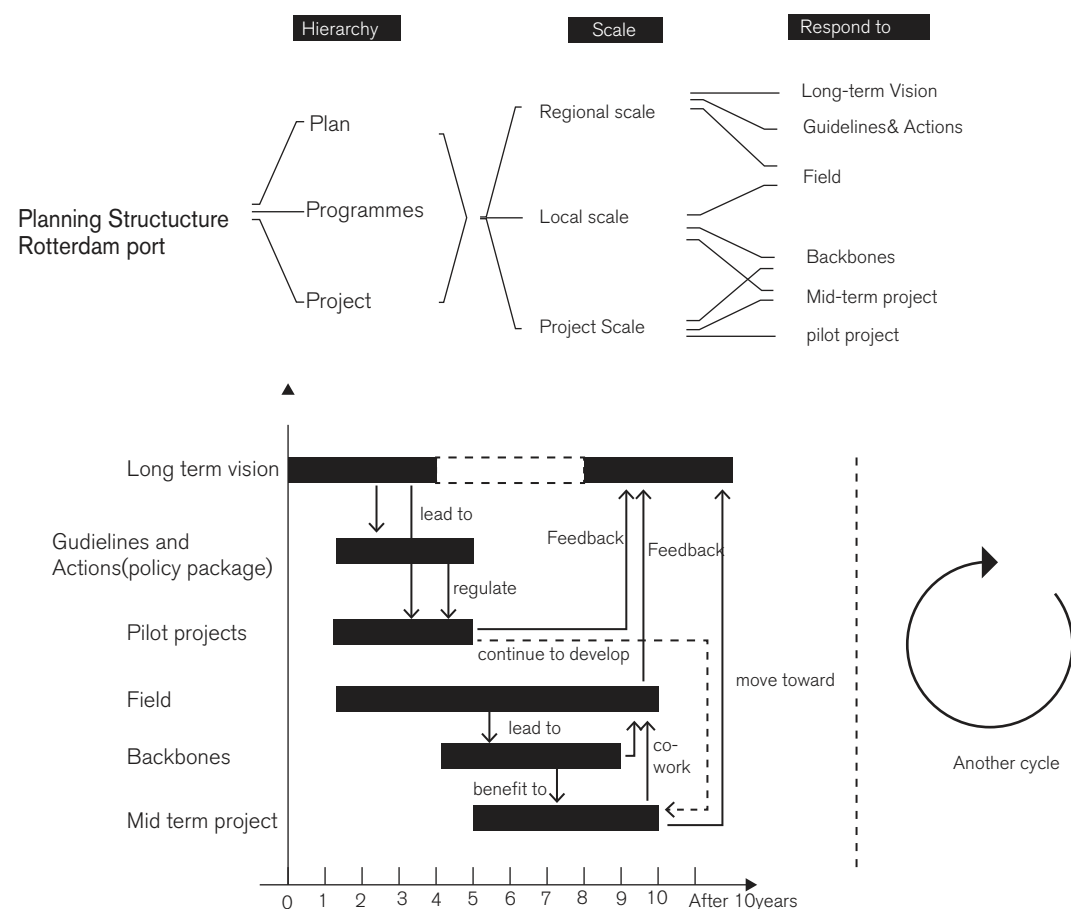 Hierarchy
Scale
Respond to
Planning Structucture
Rotterdam port
Plan
Programmes
Project
Regional scale
Local scale
Project Scale
Long-term Vision
Guidelines& Actions
Field
Backbones
Mid-term project
pilot project
Long term vision
lead to
Gudielines and
Actions(policy package)
Feedback
Feedback
regulate
Pilot projects
continue to develop
move toward
Field
lead to
Backbones
co-
work
benefit to
Mid term project
Another cycle
0 1 2 3 4 5 6 7 8 9 10 After 10years